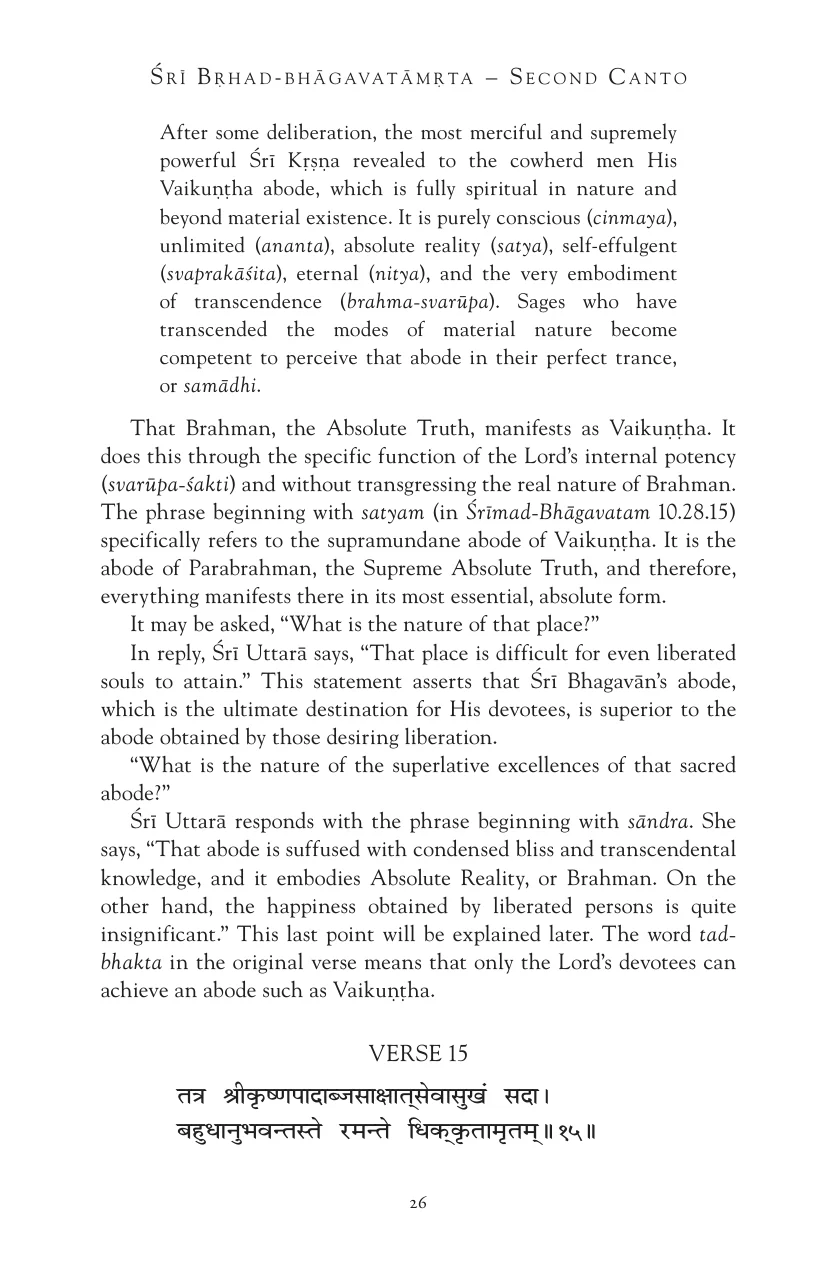 ŚRĪ BṚHAD-BHĀGAVATĀMṚTA – SECOND CANTO
After some deliberation, the most merciful and supremely
powerful Śrī Kṛṣṇa revealed to the cowherd men His
Vaikuṇṭha abode, which is fully spiritual in nature and
beyond material existence. It is purely conscious (cinmaya),
unlimited (ananta), absolute reality (satya), self-effulgent
(svaprakāśita), eternal (nitya), and the very embodiment
of transcendence (brahma-svarūpa). Sages who have
transcended the modes of material nature become
competent to perceive that abode in their perfect trance,
or samādhi.
That Brahman, the Absolute Truth, manifests as Vaikuṇṭha. It
does this through the specific function of the Lord’s internal potency
(svarūpa-śakti) and without transgressing the real nature of Brahman.
The phrase beginning with satyam (in Śrīmad-Bhāgavatam 10.28.15)
specifically refers to the supramundane abode of Vaikuṇṭha. It is the
abode of Parabrahman, the Supreme Absolute Truth, and therefore,
everything manifests there in its most essential, absolute form.
It may be asked, “What is the nature of that place?”
In reply, Śrī Uttarā says, “That place is difficult for even liberated
souls to attain.” This statement asserts that Śrī Bhagavān’s abode,
which is the ultimate destination for His devotees, is superior to the
abode obtained by those desiring liberation.
“What is the nature of the superlative excellences of that sacred
abode?”
Śrī Uttarā responds with the phrase beginning with sāndra. She
says, “That abode is suffused with condensed bliss and transcendental
knowledge, and it embodies Absolute Reality, or Brahman. On the
other hand, the happiness obtained by liberated persons is quite
insignificant.” This last point will be explained later. The word tad-
bhakta in the original verse means that only the Lord’s devotees can
achieve an abode such as Vaikuṇṭha.
VERSE 15
तत्र श्रीकृष्णपादाब्जसाक्षात्सेवासुखं सदा।
बहुधानुभवन्तस्ते रमन्ते धिक्कृतामृतम्॥१५॥
26